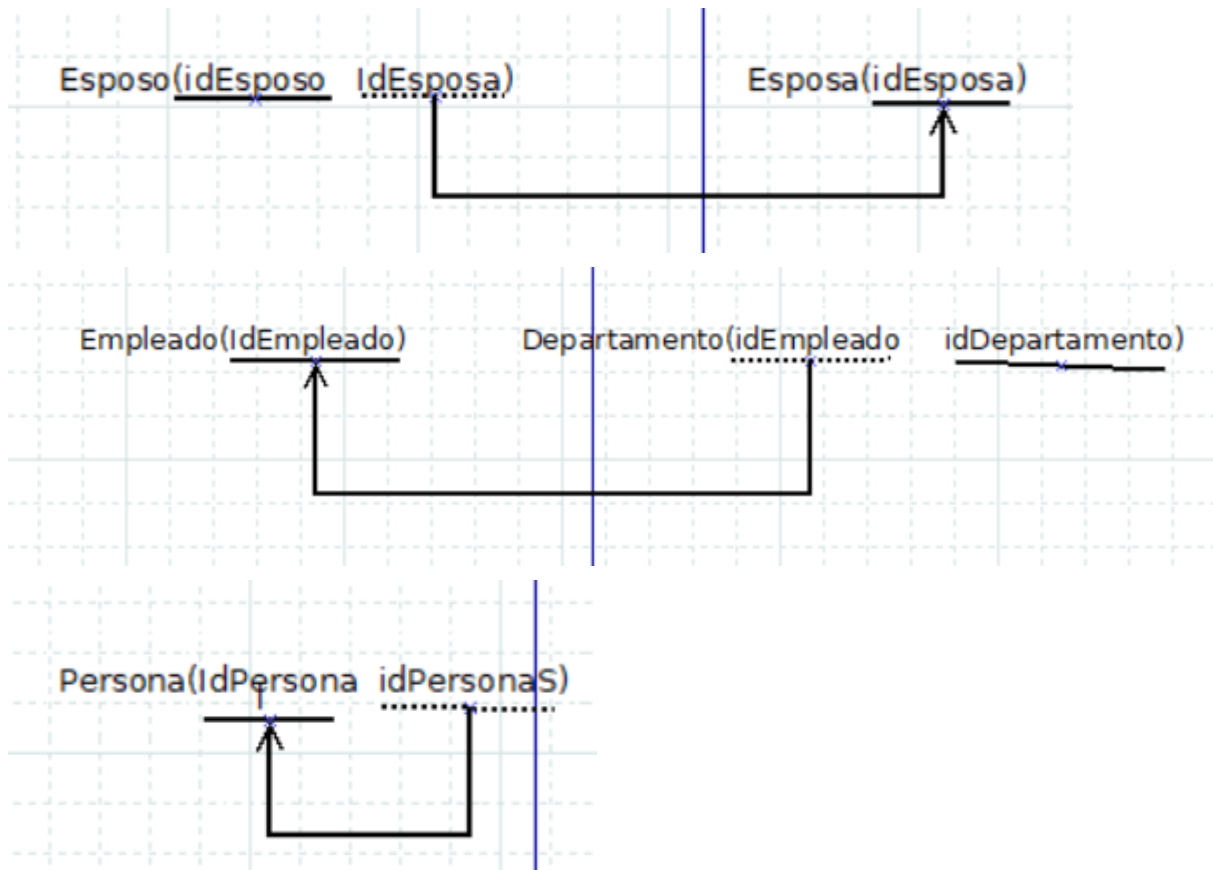 Esposo(idEsposo IdEsposa) Esposa(idEsposa)
Empleado(IdEmpleado) Departamento(idEmpleado idDepartamento)
Persona(IdPersona idPersonaS)